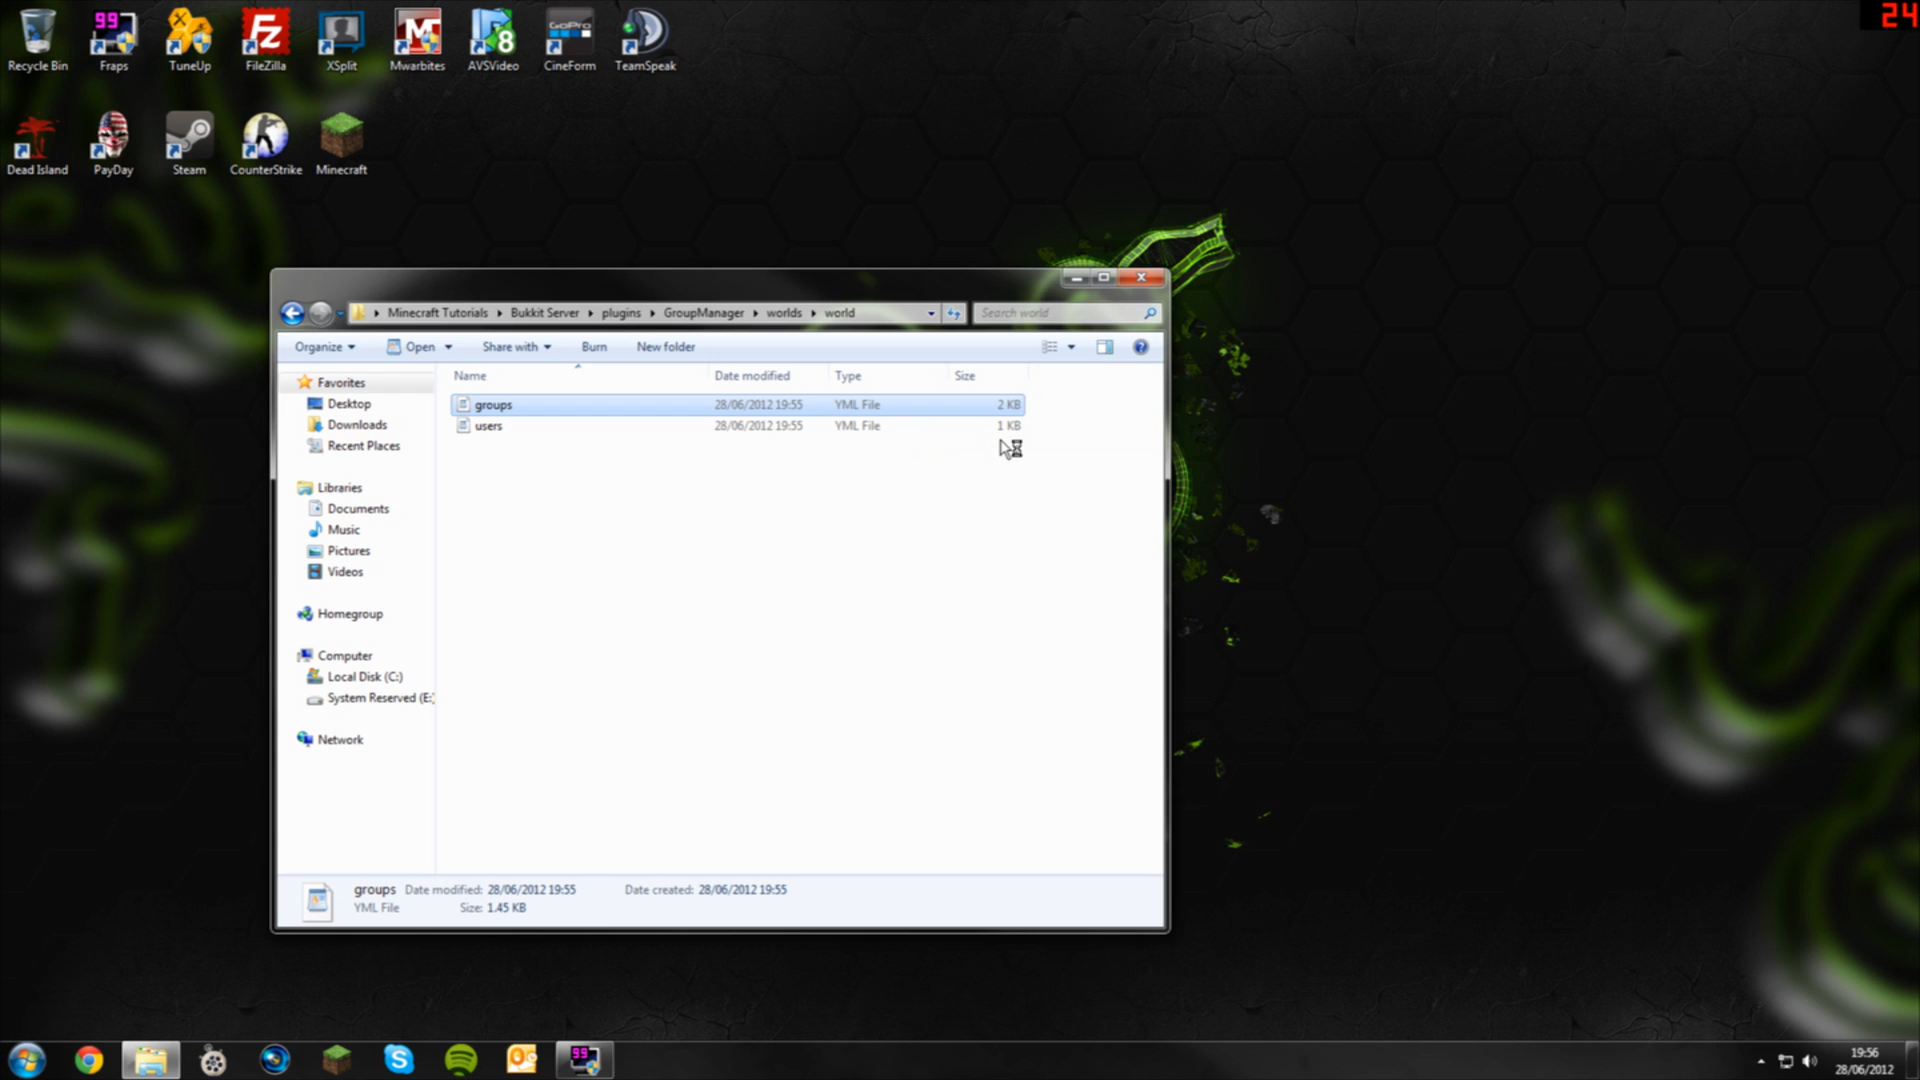 24
Recycle Bin
Fraps
TuneUp
FileZilla
XSplit
Mwarbites
AVSVideo
CineForm
TeamSpeak
Dead Island
PayDay
Steam
CounterStrike
Minecraft
Minecraft Tutorials Bukkit Server plugins GroupManager worlds world
Search world
Organize Open Share with Burn New folder
Name Date modified Type Size
groups 28/06/2012 19:55 YML File 2 KB
users 28/06/2012 19:55 YML File 1 KB
Favorites
Desktop
Downloads
Recent Places
Libraries
Documents
Music
Pictures
Videos
Homegroup
Computer
Local Disk (C:)
System Reserved (E:
Network
groups Date modified: 28/06/2012 19:55 Date created: 28/06/2012 19:55
YML File Size: 1.45 KB
19:56
28/06/2012